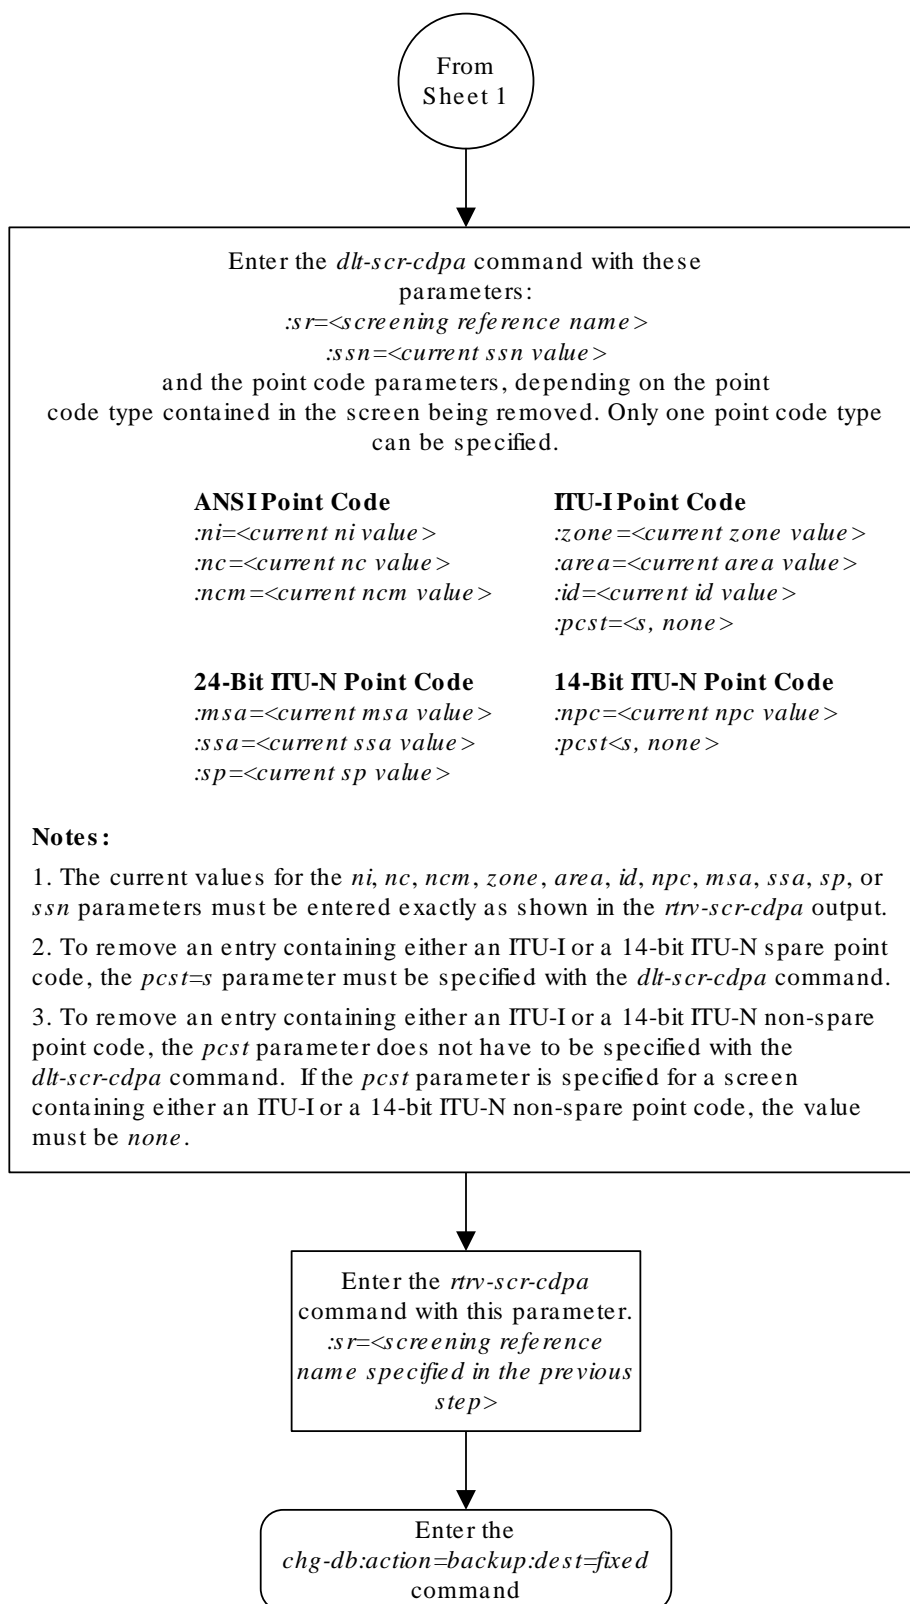 From
Sheet 1
Enter the dlt-scr-cdpa command with these
parameters:
:sr=<screening reference name>
:ssn=<current ssn value>
and the point code parameters, depending on the point
code type contained in the screen being removed. Only one point code type
can be specified.
ANSI Point Code
:ni=<current ni value>
:nc=<current nc value>
:ncm=<current ncm value>
ITU-I Point Code
:zone=<current zone value>
:area=<current area value>
:id=<current id value>
:pcst=<s, none>
24-Bit ITU-N Point Code
:msa=<current msa value>
:ssa=<current ssa value>
:sp=<current sp value>
14-Bit ITU-N Point Code
:npc=<current npc value>
:pcst<s, none>
Notes:
1. The current values for the ni, nc, ncm, zone, area, id, npc, msa, ssa, sp, or
ssn parameters must be entered exactly as shown in the rtrv-scr-cdpa output.
2. To remove an entry containing either an ITU-I or a 14-bit ITU-N spare point
code, the pcst=s parameter must be specified with the dlt-scr-cdpa command.
3. To remove an entry containing either an ITU-I or a 14-bit ITU-N non-spare
point code, the pcst parameter does not have to be specified with the
dlt-scr-cdpa command. If the pcst parameter is specified for a screen
containing either an ITU-I or a 14-bit ITU-N non-spare point code, the value
must be none.
Enter the rtrv-scr-cdpa
command with this parameter.
:sr=<screening reference
name specified in the previous
step>
Enter the
chg-db:action=backup:dest=fixed
command